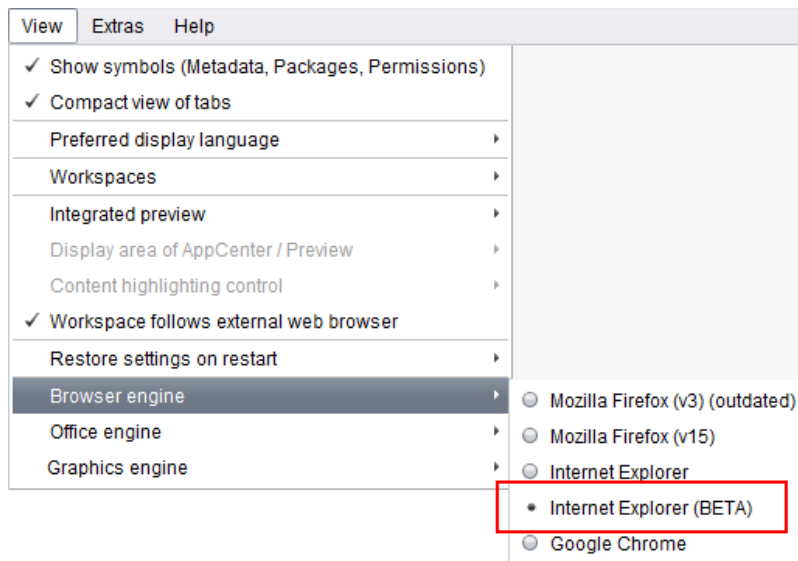 View Extras Help
Show symbols (Metadata, Packages, Permissions)
Compact view of tabs
Preferred display language
Workspaces
Integrated preview
Display area of AppCenter / Preview
Content highlighting control
Workspace follows external web browser
Restore settings on restart
Browser engine
Office engine
Graphics engine
Mozilla Firefox (v3) (outdated)
Mozilla Firefox (v15)
Internet Explorer
Internet Explorer (BETA)
Google Chrome